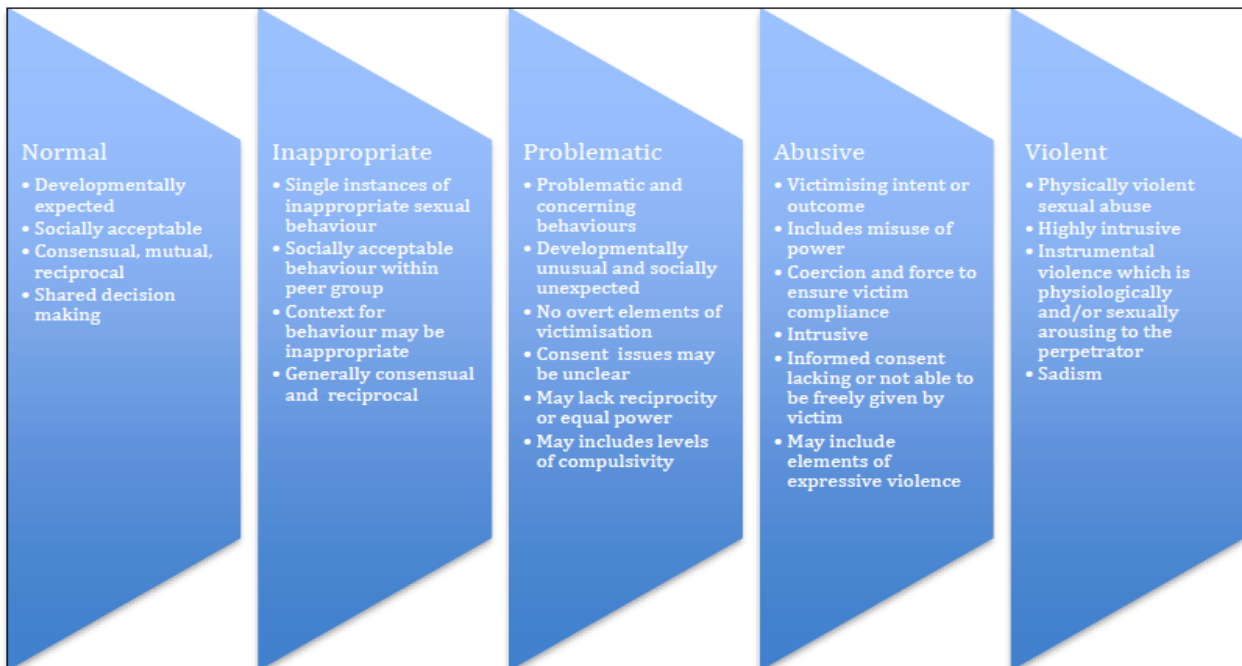 Normal
• Developmentally
expected
• Socially acceptable
• Consensual, mutual,
reciprocal
• Shared decision
making
Inappropriate
• Single instances of
inappropriate sexual
behaviour
• Socially acceptable
behaviour within
peer group
• Context for
behaviour may be
inappropriate
• Generally consensual
and reciprocal
Problematic
• Problematic and
concerning
behaviours
• Developmentally
unusual and socially
unexpected
• No overt elements of
victimisation
• Consent issues may
be unclear
• May lack reciprocity
or equal power
• May includes levels
of compulsivity
Abusive
• Victimising intent or
outcome
• Includes misuse of
power
• Coercion and force to
ensure victim
compliance
• Intrusive
• Informed consent
lacking or not able to
be freely given by
victim
• May include
elements of
expressive violence
Violent
• Physically violent
sexual abuse
• Highly intrusive
• Instrumental
violence which is
physiologically
and/or sexually
arousing to the
perpetrator
• Sadism